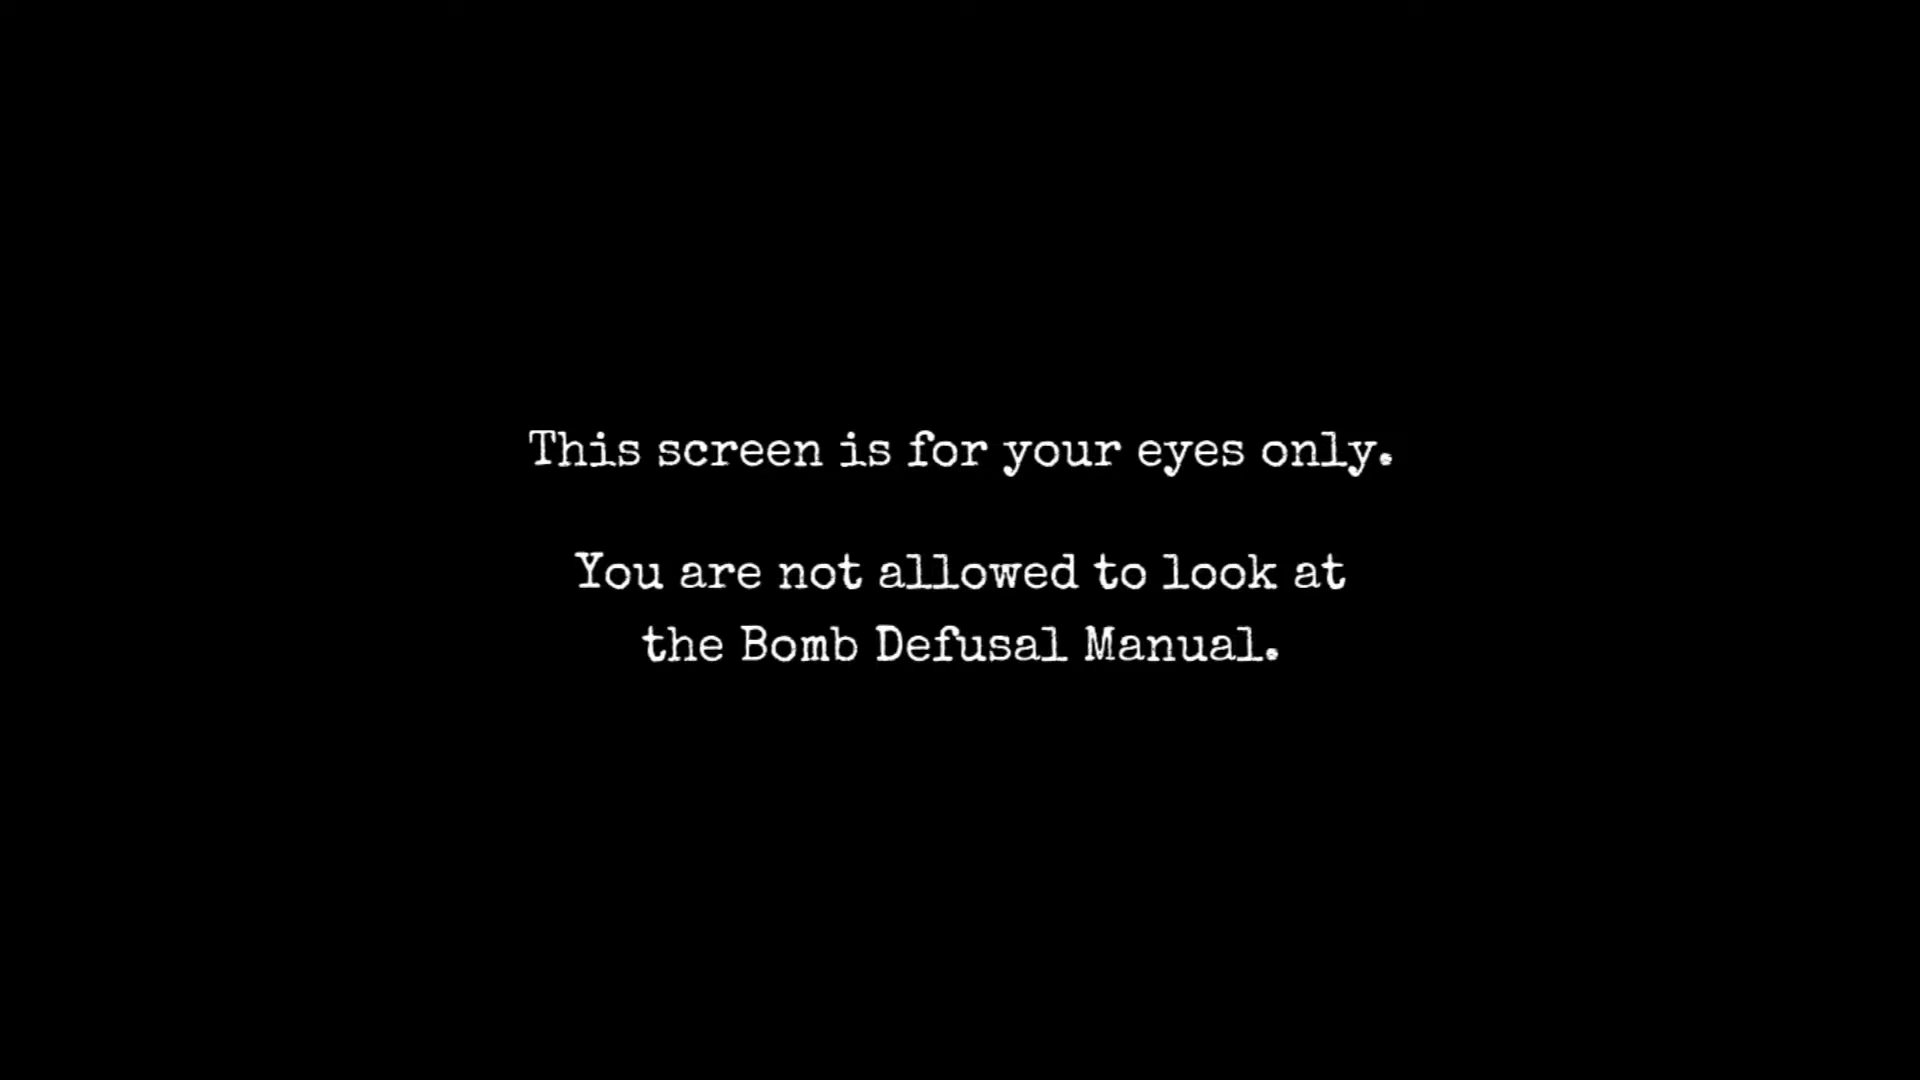 This screen is for your eyes only.
You are not allowed to look at
the Bomb Defusal Manual.